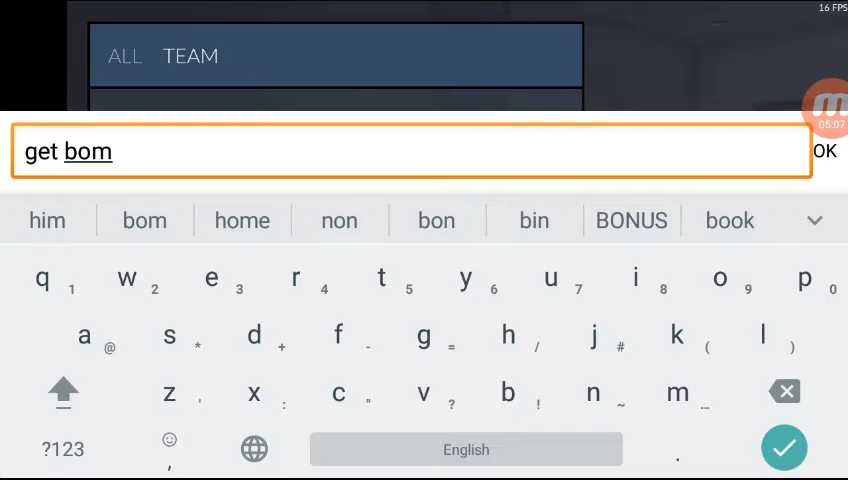 16 FPS
ALL TEAM
05:07
get bom
OK
him bom home non bon bin BONUS book
q 1 w 2 e 3 r 4 t 5 y 6 u 7 i 8 o 9 p 0
a @ s * d + f - g = h / j # k ( l )
z ' x : c " v ? b ! n ~ m ...
?123 , English .